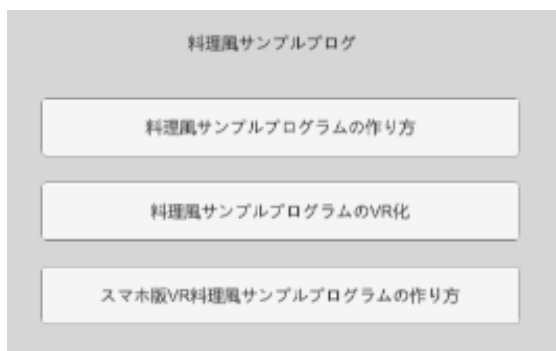 料理風サンプルブログ
料理風サンプルプログラムの作り方
料理風サンプルプログラムのVR化
スマホ版VR料理風サンプルプログラムの作り方